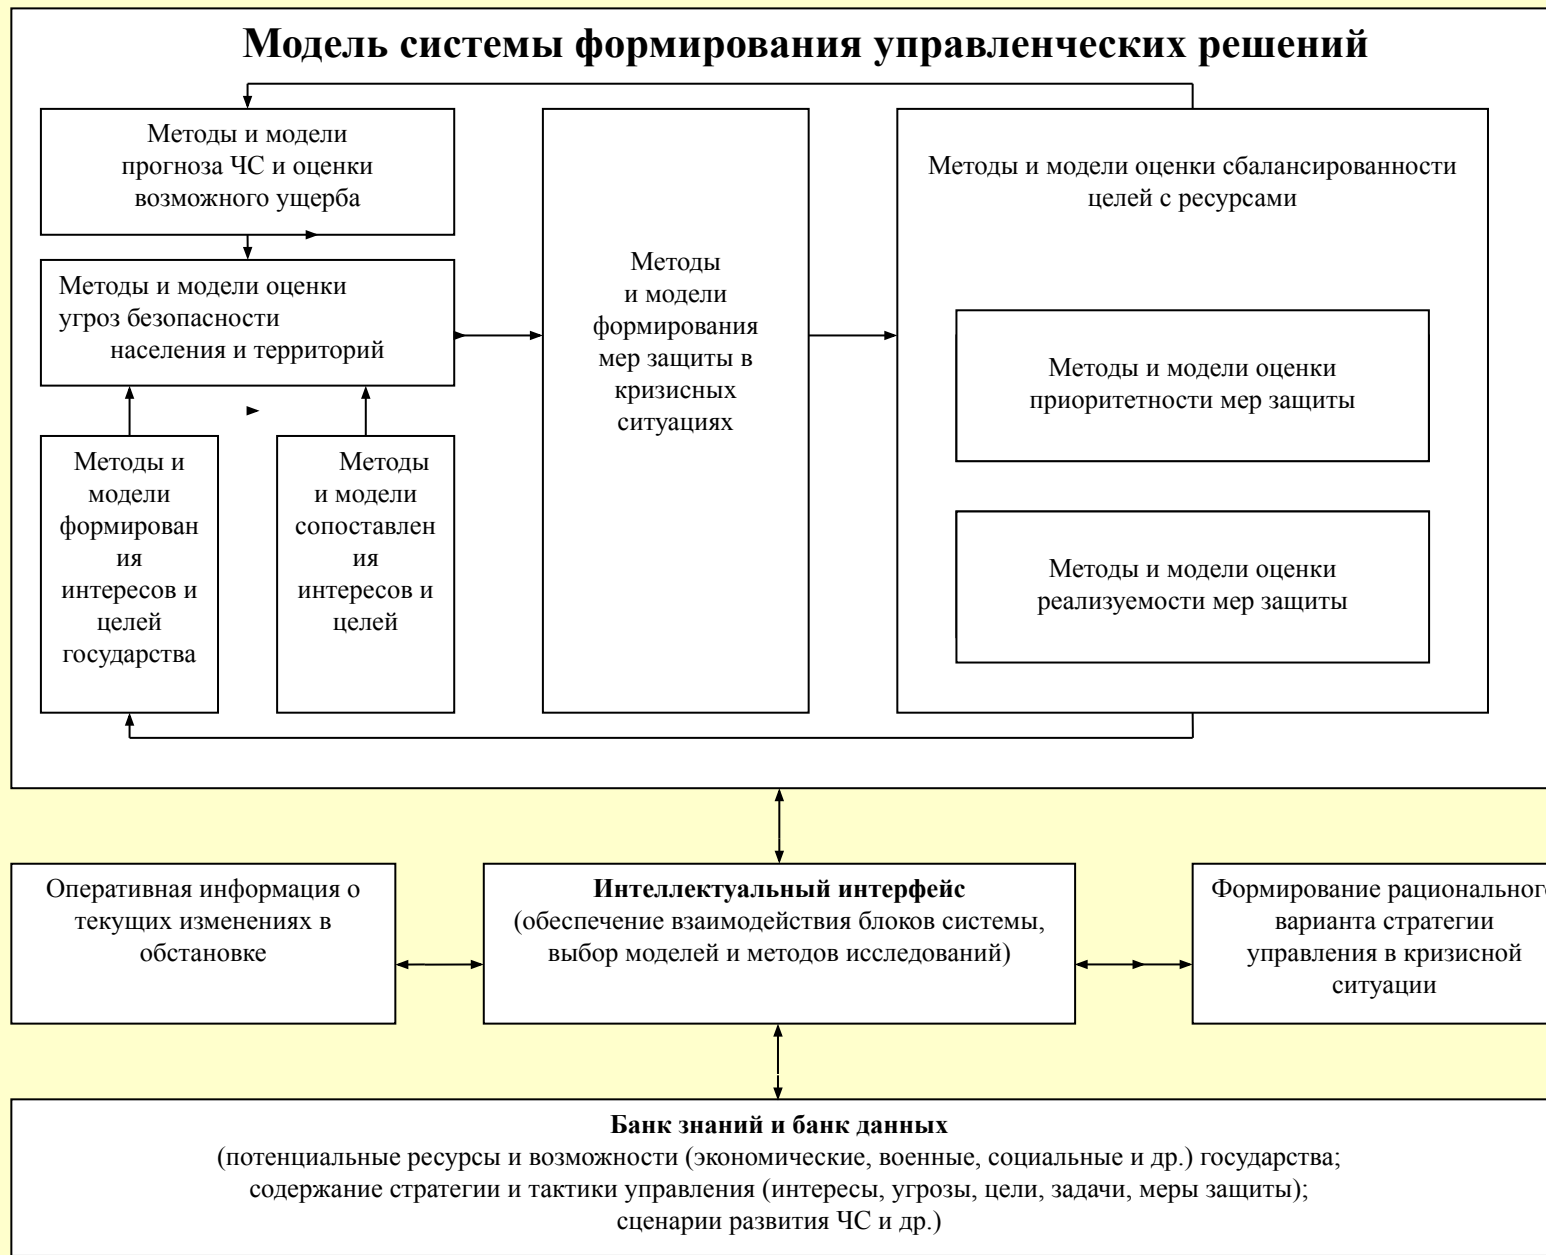 Модель системы формирования управленческих решений
Методы и модели
прогноза ЧС и оценки
возможного ущерба
Методы и модели оценки
угроз безопасности
населения и территорий
Методы и
модели
формирован
ия
интересов и
целей
государства
Методы
и модели
сопоставлен
ия
интересов и
целей
Методы
и модели
формирования
мер защиты в
кризисных
ситуациях
Методы и модели оценки сбалансированности
целей с ресурсами
Методы и модели оценки
приоритетности мер защиты
Методы и модели оценки
реализуемости мер защиты
Оперативная информация о
текущих изменениях в
обстановке
Интеллектуальный интерфейс
(обеспечение взаимодействия блоков системы,
выбор моделей и методов исследований)
Формирование рационального
варианта стратегии
управления в кризисной
ситуации
Банк знаний и банк данных
(потенциальные ресурсы и возможности (экономические, военные, социальные и др.) государства;
содержание стратегии и тактики управления (интересы, угрозы, цели, задачи, меры защиты);
сценарии развития ЧС и др.)